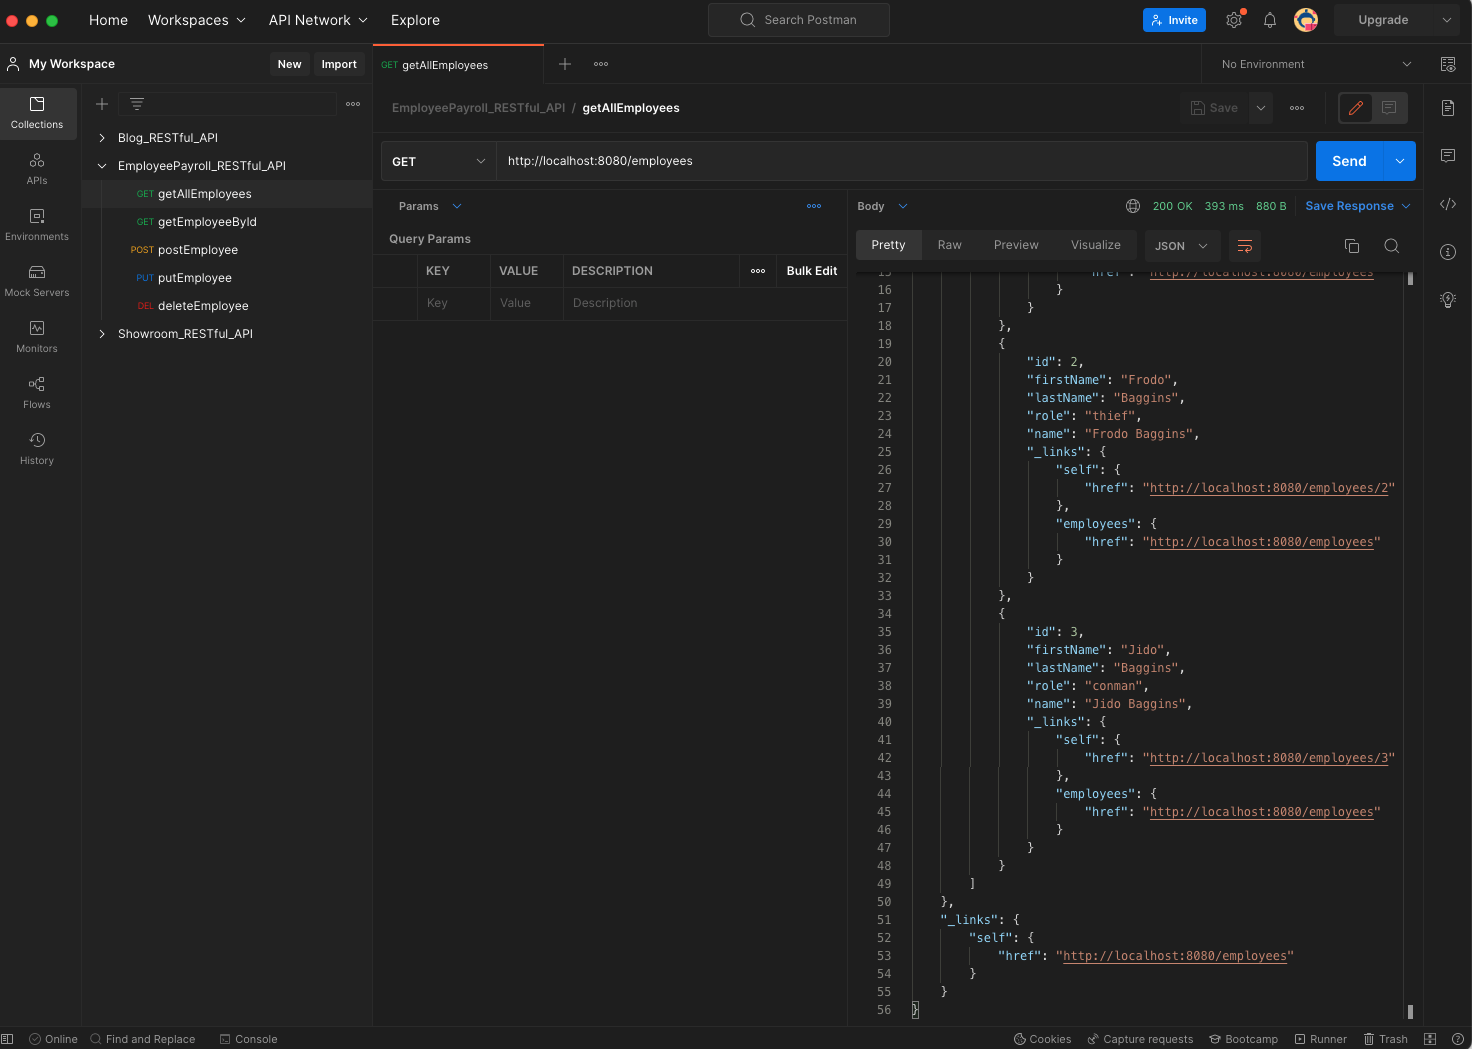 Home Workspaces API Network Explore Search Postman Invite Upgrade
My Workspace New Import GET getAllEmployees No Environment
Collections
APIs
Environments
Mock Servers
Monitors
Flows
History
Blog_RESTful_API
EmployeePayroll_RESTful_API
GET getAllEmployees
GET getEmployeeById
POST postEmployee
PUT putEmployee
DEL deleteEmployee
Showroom_RESTful_API
EmployeePayroll_RESTful_API / getAllEmployees Save
GET http://localhost:8080/employees Send
Params
Query Params
KEY VALUE DESCRIPTION Bulk Edit
Key Value Description
Body 200 OK 393 ms 880 B Save Response
Pretty Raw Preview Visualize JSON
15 "href": "http://localhost:8080/employees
16 }
17 }
18 },
19 {
20 "id": 2,
21 "firstName": "Frodo",
22 "lastName": "Baggins",
23 "role": "thief",
24 "name": "Frodo Baggins",
25 "_links": {
26 "self": {
27 "href": "http://localhost:8080/employees/2"
28 },
29 "employees": {
30 "href": "http://localhost:8080/employees"
31 }
32 }
33 },
34 {
35 "id": 3,
36 "firstName": "Jido",
37 "lastName": "Baggins",
38 "role": "conman",
39 "name": "Jido Baggins",
40 "_links": {
41 "self": {
42 "href": "http://localhost:8080/employees/3"
43 },
44 "employees": {
45 "href": "http://localhost:8080/employees"
46 }
47 }
48 }
49 ]
50 },
51 "_links": {
52 "self": {
53 "href": "http://localhost:8080/employees"
54 }
55 }
56 }
Online Find and Replace Console Cookies Capture requests Bootcamp Runner Trash